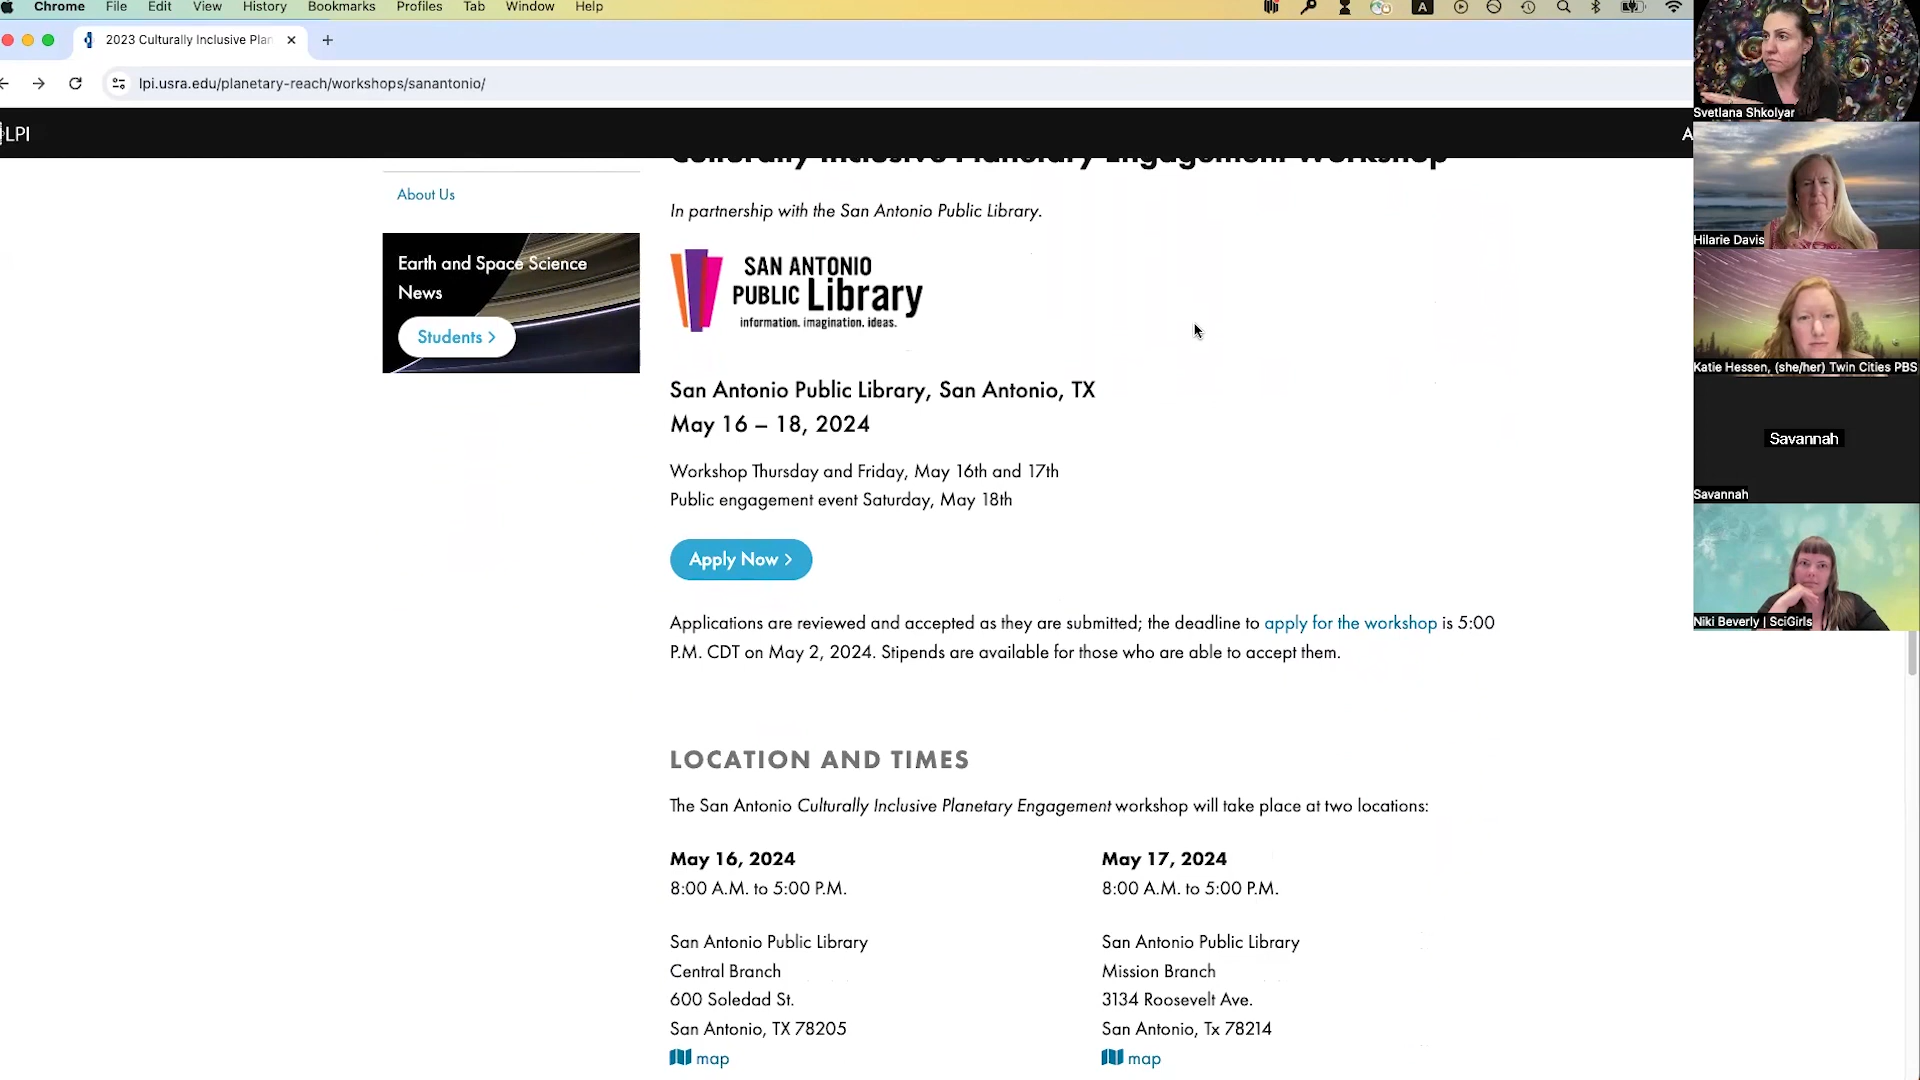 Chrome File Edit View History Bookmarks Profiles Tab Window Help
A
2023 Culturally Inclusive Plan
lpi.usra.edu/planetary-reach/workshops/sanantonio/
LPI
A
Culturally Inclusive Planetary Engagement Workshop
About Us
In partnership with the San Antonio Public Library.
Earth and Space Science
News
Students >
SAN ANTONIO
PUBLIC Library
information. imagination. ideas.
San Antonio Public Library, San Antonio, TX
May 16 – 18, 2024
Workshop Thursday and Friday, May 16th and 17th
Public engagement event Saturday, May 18th
Apply Now >
Applications are reviewed and accepted as they are submitted; the deadline to apply for the workshop is 5:00
P.M. CDT on May 2, 2024. Stipends are available for those who are able to accept them.
LOCATION AND TIMES
The San Antonio Culturally Inclusive Planetary Engagement workshop will take place at two locations:
May 16, 2024
8:00 A.M. to 5:00 P.M.
San Antonio Public Library
Central Branch
600 Soledad St.
San Antonio, TX 78205
map
May 17, 2024
8:00 A.M. to 5:00 P.M.
San Antonio Public Library
Mission Branch
3134 Roosevelt Ave.
San Antonio, Tx 78214
map
Svetlana Shkolyar
Hilarie Davis
Katie Hessen, (she/her) Twin Cities PBS
Savannah
Savannah
Niki Beverly | SciGirls